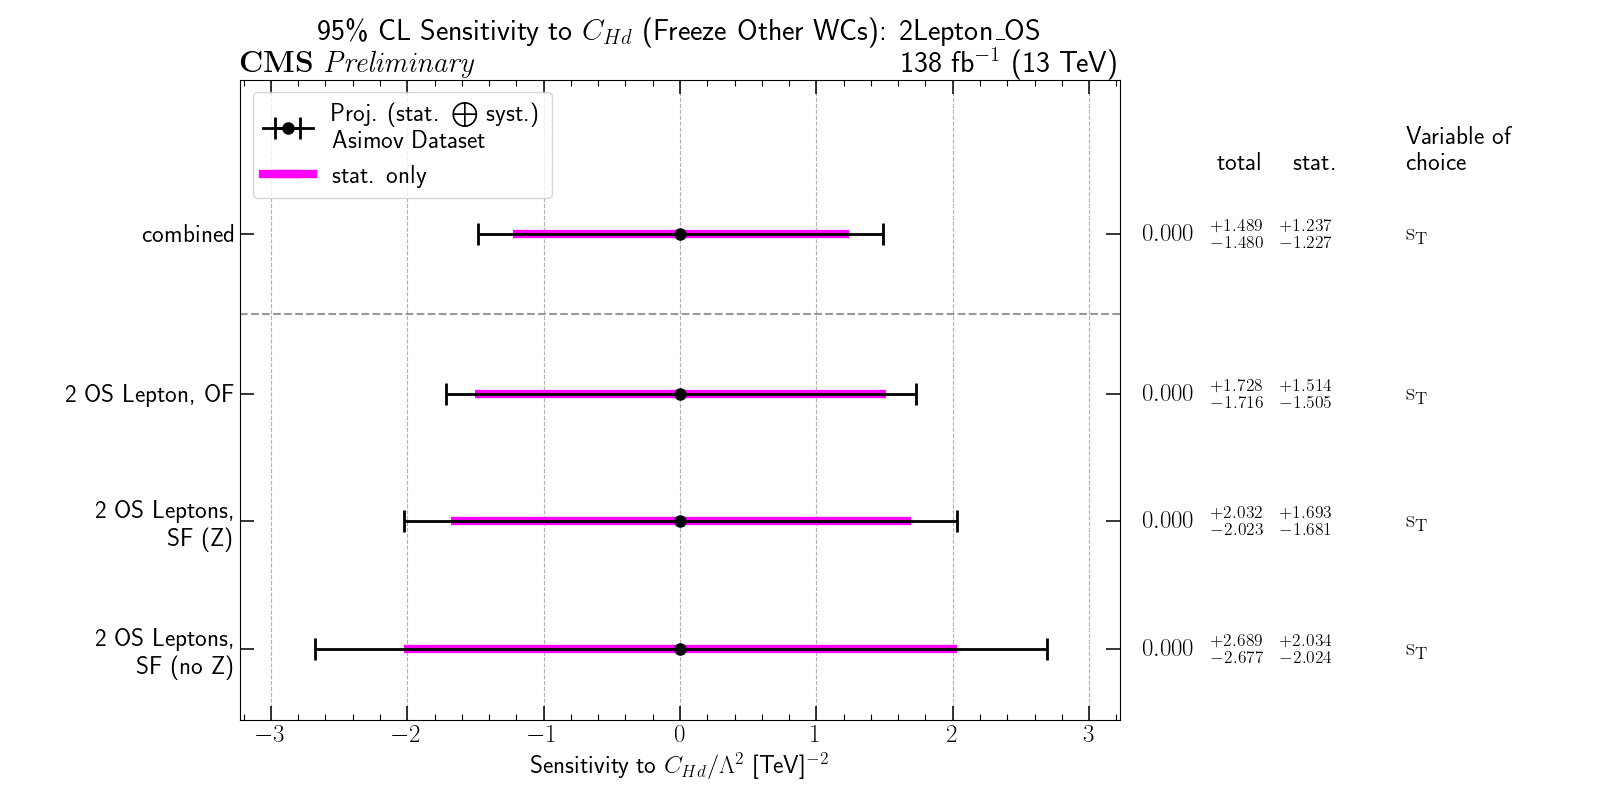 95% CL Sensitivity to C_{Hd} (Freeze Other WCs): 2Lepton_OS
CMS Preliminary
138 fb⁻¹ (13 TeV)
Proj. (stat. ⊕ syst.)
Asimov Dataset
stat. only
Variable of
choice
total stat.
combined
0.000 +1.489 +1.237
−1.480 −1.227
s_T
2 OS Lepton, OF
0.000 +1.728 +1.514
−1.716 −1.505
s_T
2 OS Leptons,
SF (Z)
0.000 +2.032 +1.693
−2.023 −1.681
s_T
2 OS Leptons,
SF (no Z)
0.000 +2.689 +2.034
−2.677 −2.024
s_T
−3 −2 −1 0 1 2 3
Sensitivity to C_{Hd}/Λ² [TeV]⁻²